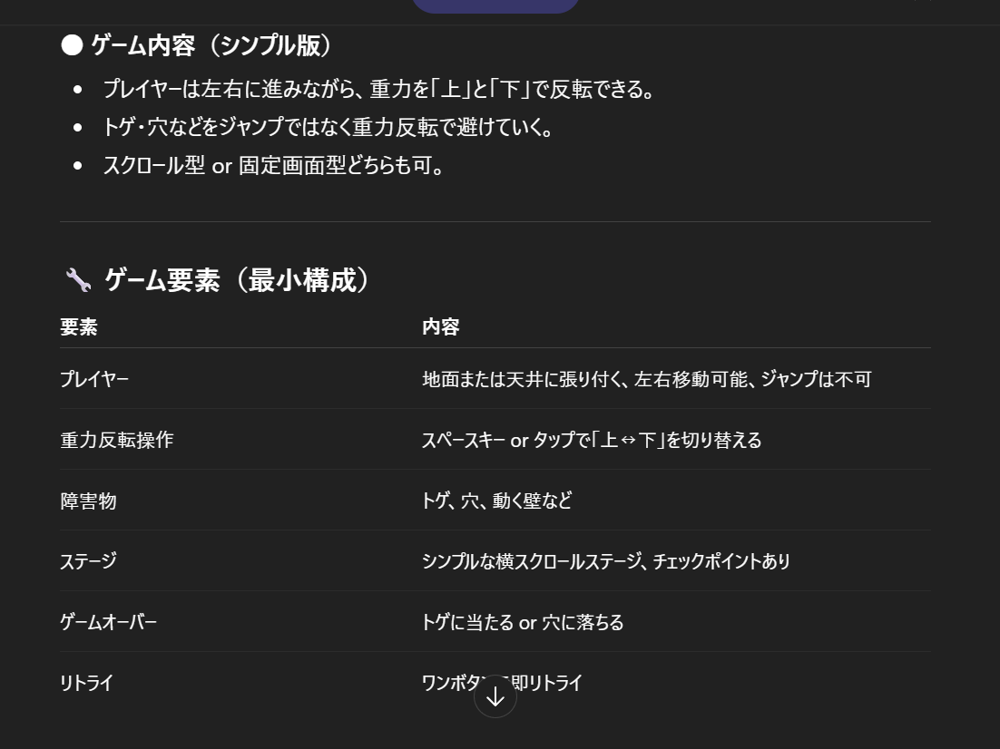 ● ゲーム内容（シンプル版）
• プレイヤーは左右に進みながら、重力を「上」と「下」で反転できる。
• トゲ・穴などをジャンプではなく重力反転で避けていく。
• スクロール型 or 固定画面型どちらも可。
🔧 ゲーム要素（最小構成）
要素 内容
プレイヤー 地面または天井に張り付く、左右移動可能、ジャンプは不可
重力反転操作 スペースキー or タップで「上↔下」を切り替える
障害物 トゲ、穴、動く壁など
ステージ シンプルな横スクロールステージ、チェックポイントあり
ゲームオーバー トゲに当たる or 穴に落ちる
リトライ ワンボタンで即リトライ